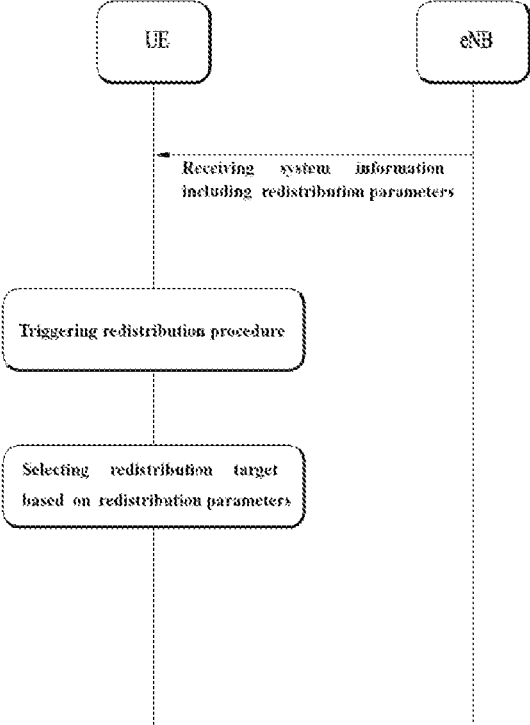 UE
eNB
Receiving system information
including redistribution parameters
Triggering redistribution procedure
Selecting redistribution target
based on redistribution parameters